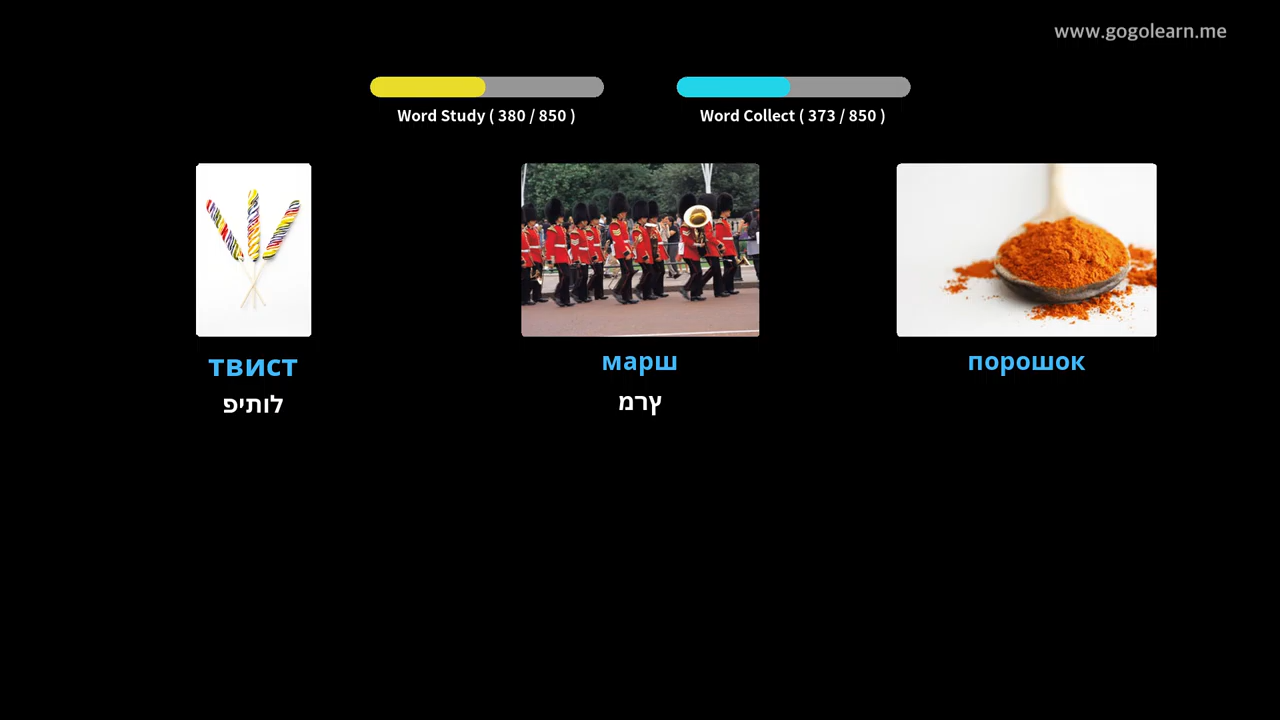 www.gogolearn.me
Word Study ( 380 / 850 )
Word Collect ( 373 / 850 )
твист
марш
порошок
לותיפ
ץרמ